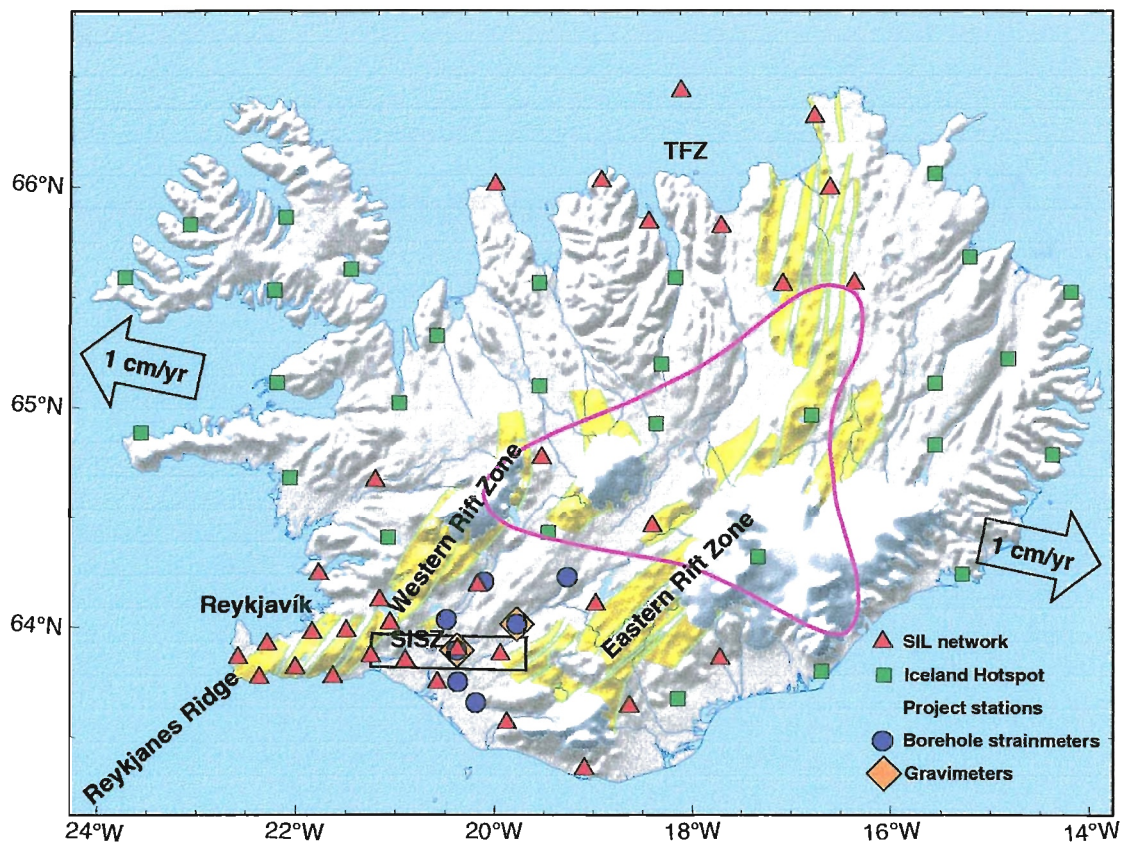 TFZ
66°N
1 cm/yr
65°N
Western Rift Zone
Eastern Rift Zone
1 cm/yr
Reykjavík
64°N
SISZ
Reykjanes Ridge
SIL network
Iceland Hotspot
Project stations
Borehole strainmeters
Gravimeters
24°W
22°W
20°W
18°W
16°W
14°W